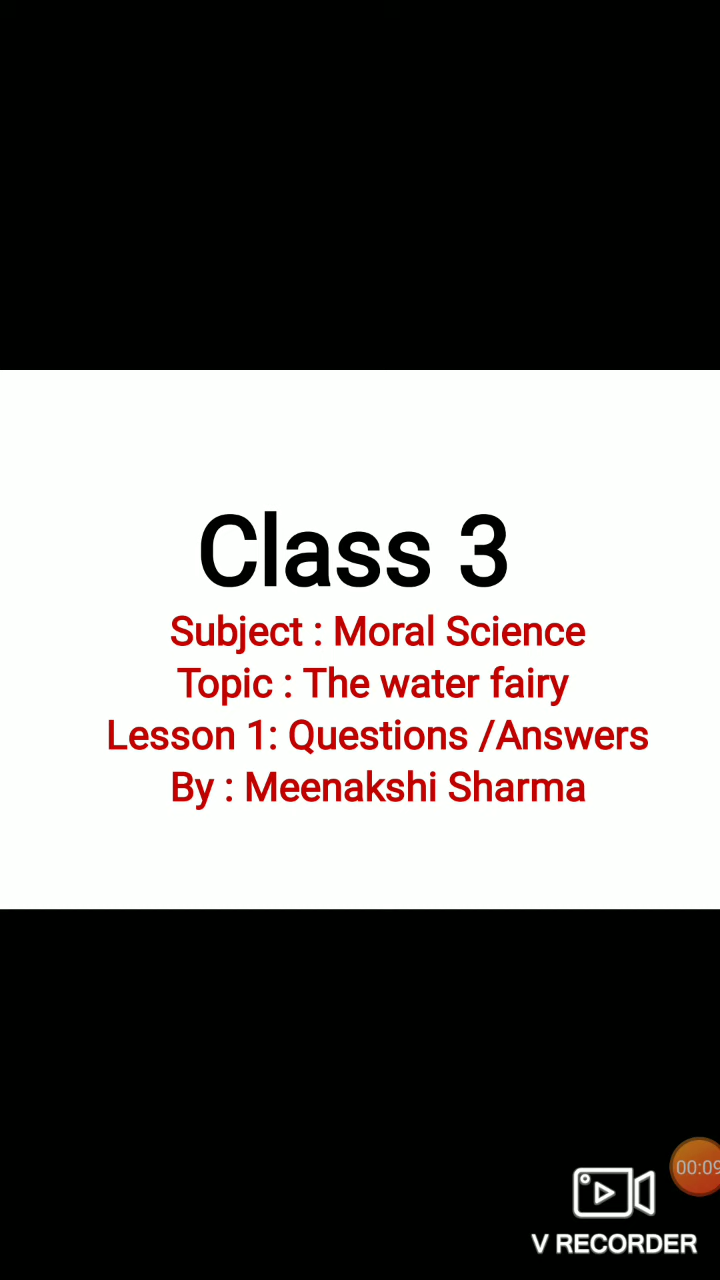 Class 3
Subject : Moral Science
Topic : The water fairy
Lesson 1: Questions /Answers
By : Meenakshi Sharma
00:09
V RECORDER